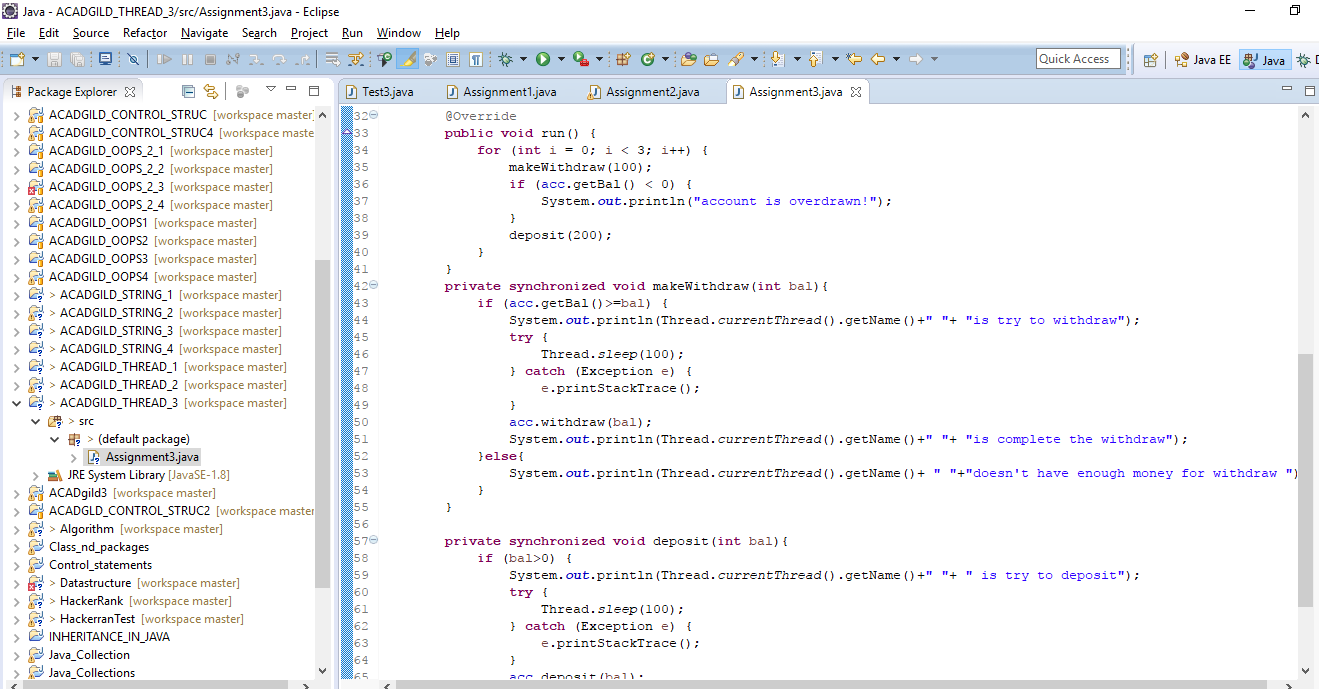 Java - ACADGILD_THREAD_3/src/Assignment3.java - Eclipse
File Edit Source Refactor Navigate Search Project Run Window Help
Quick Access Java EE Java
Package Explorer
ACADGILD_CONTROL_STRUC [workspace master]
ACADGILD_CONTROL_STRUC4 [workspace maste
ACADGILD_OOPS_2_1 [workspace master]
ACADGILD_OOPS_2_2 [workspace master]
ACADGILD_OOPS_2_3 [workspace master]
ACADGILD_OOPS_2_4 [workspace master]
ACADGILD_OOPS1 [workspace master]
ACADGILD_OOPS2 [workspace master]
ACADGILD_OOPS3 [workspace master]
ACADGILD_OOPS4 [workspace master]
> ACADGILD_STRING_1 [workspace master]
> ACADGILD_STRING_2 [workspace master]
> ACADGILD_STRING_3 [workspace master]
> ACADGILD_STRING_4 [workspace master]
> ACADGILD_THREAD_1 [workspace master]
> ACADGILD_THREAD_2 [workspace master]
> ACADGILD_THREAD_3 [workspace master]
> src
> (default package)
Assignment3.java
JRE System Library [JavaSE-1.8]
ACADgild3 [workspace master]
ACADGLD_CONTROL_STRUC2 [workspace master
> Algorithm [workspace master]
Class_nd_packages
Control_statements
> Datastructure [workspace master]
> HackerRank [workspace master]
> HackerranTest [workspace master]
INHERITANCE_IN_JAVA
Java_Collection
Java_Collections
Test3.java Assignment1.java Assignment2.java Assignment3.java
32 @Override
33 public void run() {
34 for (int i = 0; i < 3; i++) {
35 makeWithdraw(100);
36 if (acc.getBal() < 0) {
37 System.out.println("account is overdrawn!");
38 }
39 deposit(200);
40 }
41 }
42 private synchronized void makeWithdraw(int bal){
43 if (acc.getBal()>=bal) {
44 System.out.println(Thread.currentThread().getName()+" "+ "is try to withdraw");
45 try {
46 Thread.sleep(100);
47 } catch (Exception e) {
48 e.printStackTrace();
49 }
50 acc.withdraw(bal);
51 System.out.println(Thread.currentThread().getName()+" "+ "is complete the withdraw");
52 }else{
53 System.out.println(Thread.currentThread().getName()+ " "+"doesn't have enough money for withdraw ")
54 }
55 }
56
57 private synchronized void deposit(int bal){
58 if (bal>0) {
59 System.out.println(Thread.currentThread().getName()+" "+ " is try to deposit");
60 try {
61 Thread.sleep(100);
62 } catch (Exception e) {
63 e.printStackTrace();
64 }
65 acc.deposit(bal);